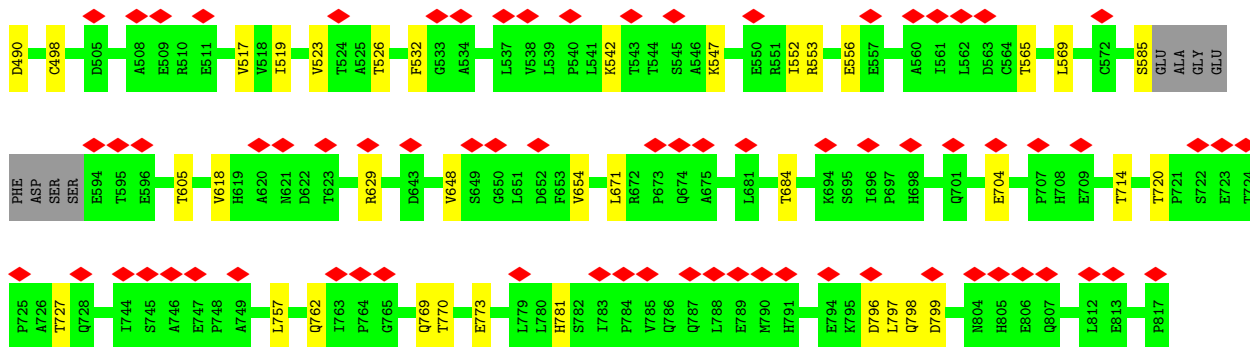 D490 C498 D505 A508 E509 R510 E511 V517 V518 I519 V523 T524 A525 T526 F532 G533 A534 L537 V538 L539 P540 L541 K542 T543 T544 S545 A546 K547 E550 R551 I552 R553 E556 E557 A560 I561 L562 D563 C564 T565 L569 C572 S585 GLU ALA GLY GLU
PHE ASP SER SER E594 T595 E596 T605 V618 H619 A620 N621 D622 T623 R629 D643 V648 S649 G650 L651 D652 F653 V654 L671 R672 P673 Q674 A675 L681 T684 K694 S695 I696 P697 H698 Q701 E704 P707 H708 E709 T714 T720 P721 S722 E723 T724
P725 A726 T727 Q728 I744 S745 A746 E747 P748 A749 L757 Q762 I763 P764 G765 Q769 T770 E773 L779 L780 H781 S782 I783 P784 V785 Q786 Q787 L788 E789 M790 H791 E794 K795 D796 L797 Q798 D799 N804 H805 E806 Q807 L812 E813 P817